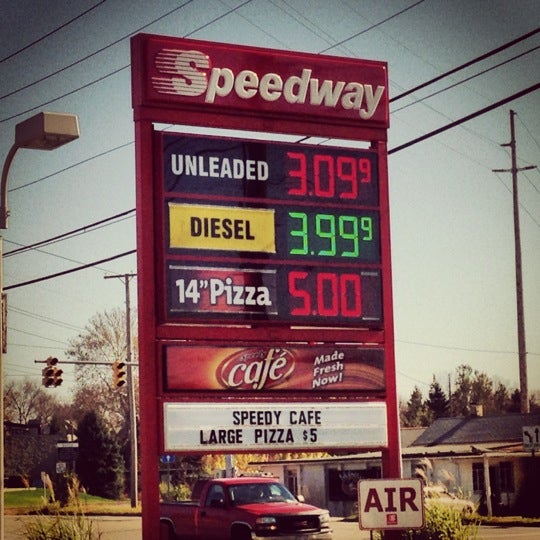 Speedway
UNLEADED 3.09 9
DIESEL 3.99 9
14"Pizza 5.00
Speedy
café
Made
Fresh
Now!
SPEEDY CAFE
LARGE PIZZA $5
AIR